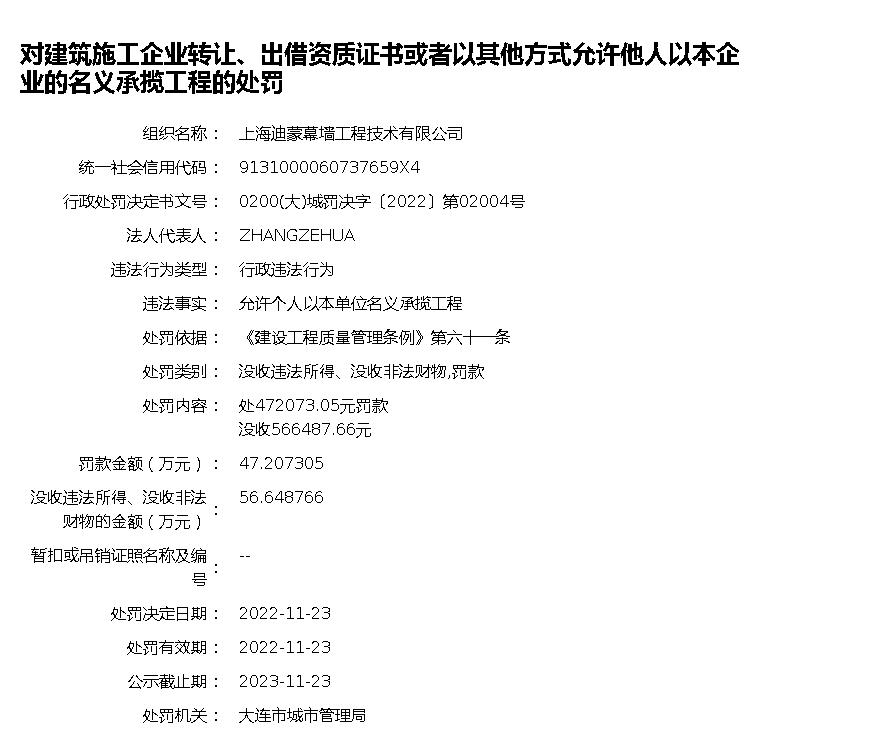 对建筑施工企业转让、出借资质证书或者以其他方式允许他人以本企
业的名义承揽工程的处罚
组织名称： 上海迪蒙幕墙工程技术有限公司
统一社会信用代码： 9131000060737659X4
行政处罚决定书文号： 0200(大)城罚决字〔2022〕第02004号
法人代表人： ZHANGZEHUA
违法行为类型： 行政违法行为
违法事实： 允许个人以本单位名义承揽工程
处罚依据： 《建设工程质量管理条例》第六十一条
处罚类别： 没收违法所得、没收非法财物,罚款
处罚内容： 处472073.05元罚款
没收566487.66元
罚款金额（万元）： 47.207305
没收违法所得、没收非法
财物的金额（万元）： 56.648766
暂扣或吊销证照名称及编
号： --
处罚决定日期： 2022-11-23
处罚有效期： 2022-11-23
公示截止期： 2023-11-23
处罚机关： 大连市城市管理局